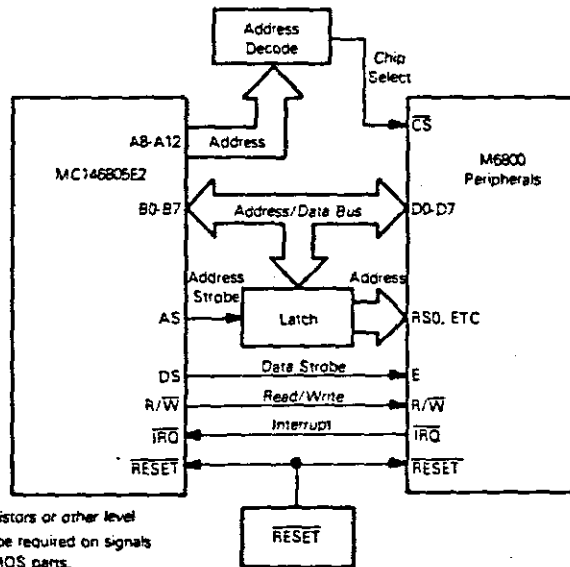 Address
Decode
Chip
Select
A8-A12
Address
CS
MC146805E2
M6800
Peripherals
B0-B7
Address/Data Bus
D0-D7
Address
Strobe
Address
AS
Latch
RS0, ETC
DS
Data Strobe
E
R/W
Read/Write
R/W
IRQ
Interrupt
IRQ
RESET
RESET
RESET
or other level
be required on signals
parts.